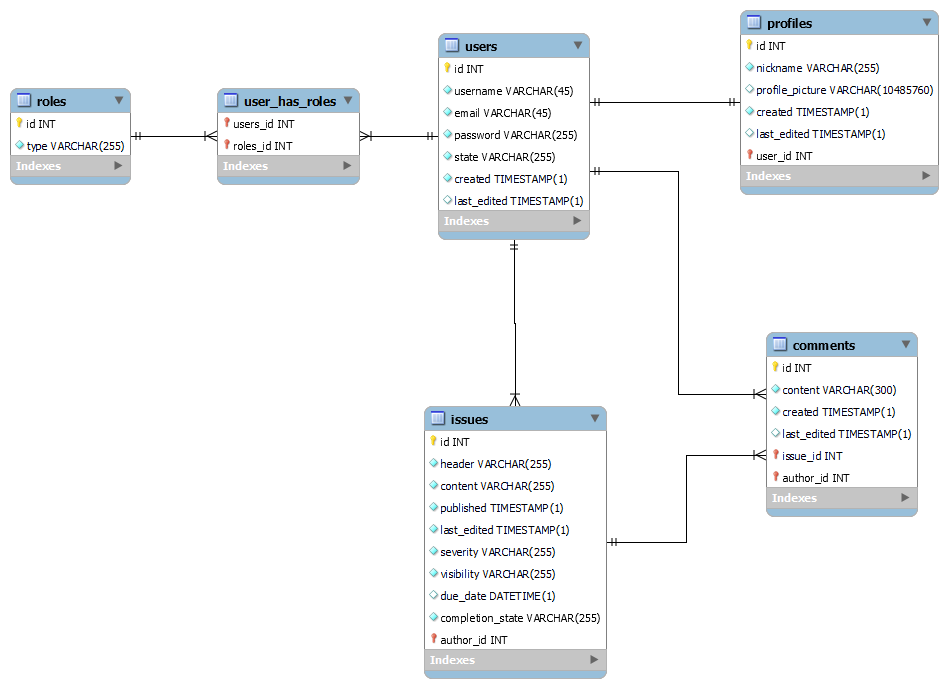 roles
id INT
type VARCHAR(255)
Indexes
user_has_roles
users_id INT
roles_id INT
Indexes
users
id INT
username VARCHAR(45)
email VARCHAR(45)
password VARCHAR(255)
state VARCHAR(255)
created TIMESTAMP(1)
last_edited TIMESTAMP(1)
Indexes
profiles
id INT
nickname VARCHAR(255)
profile_picture VARCHAR(10485760)
created TIMESTAMP(1)
last_edited TIMESTAMP(1)
user_id INT
Indexes
issues
id INT
header VARCHAR(255)
content VARCHAR(255)
published TIMESTAMP(1)
last_edited TIMESTAMP(1)
severity VARCHAR(255)
visibility VARCHAR(255)
due_date DATETIME(1)
completion_state VARCHAR(255)
author_id INT
Indexes
comments
id INT
content VARCHAR(300)
created TIMESTAMP(1)
last_edited TIMESTAMP(1)
issue_id INT
author_id INT
Indexes